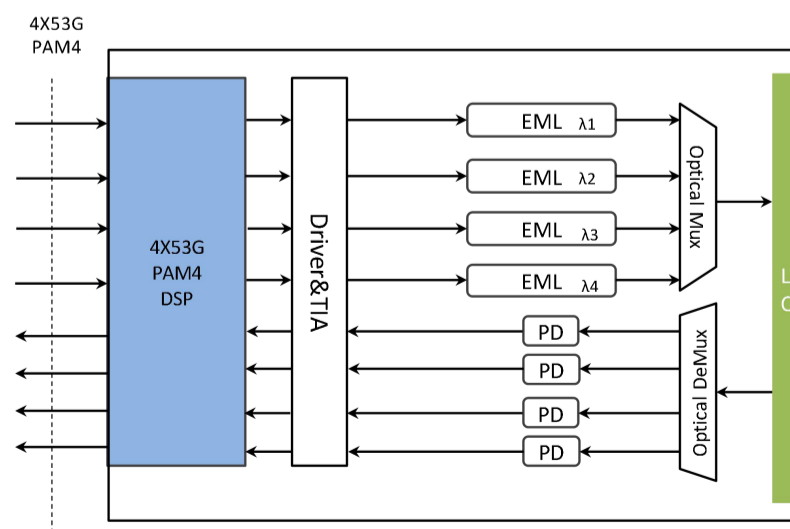 4X53G
PAM4
4X53G
PAM4
DSP
Driver&TIA
EML λ1
EML λ2
EML λ3
EML λ4
Optical Mux
PD
PD
PD
PD
Optical DeMux